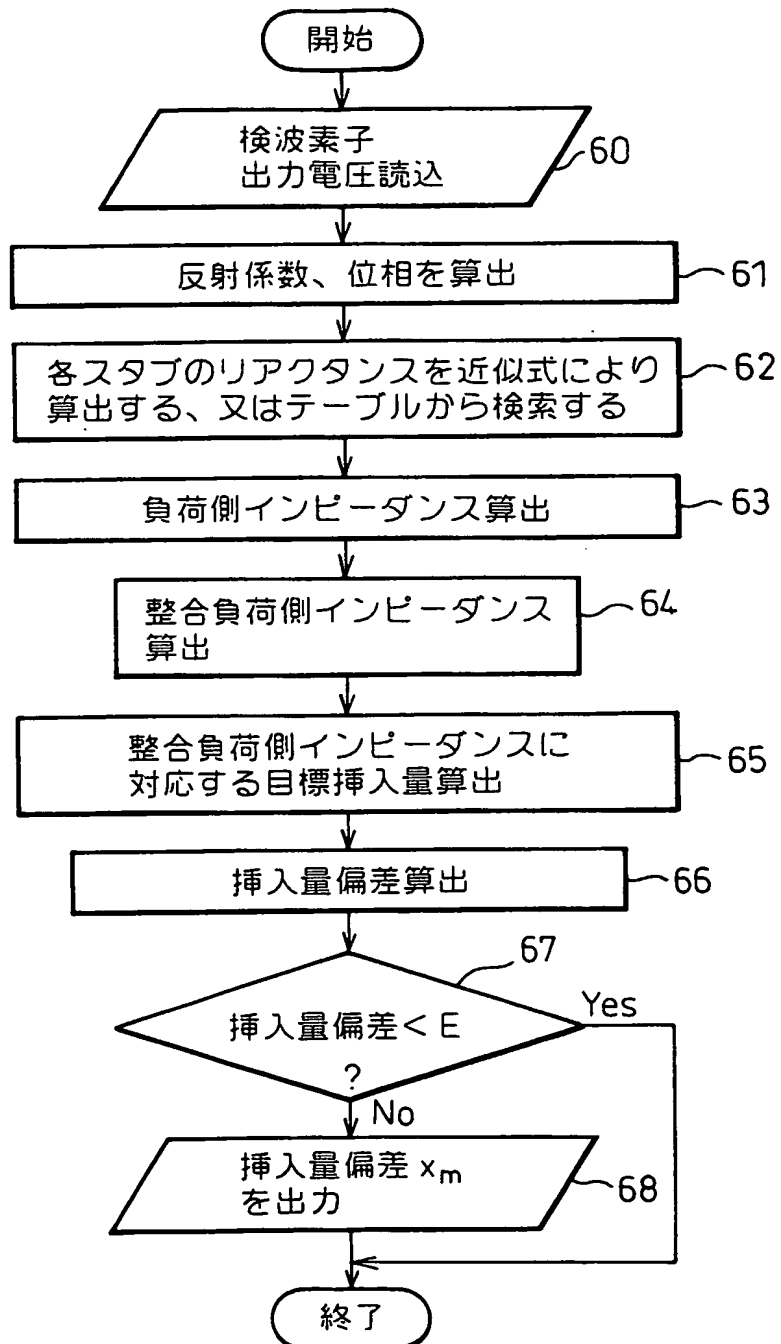 開始
検波素子
出力電圧読込
60
反射係数、位相を算出
61
各スタブのリアクタンスを近似式により
算出する、又はテーブルから検索する
62
負荷側インピーダンス算出
63
整合負荷側インピーダンス
算出
64
整合負荷側インピーダンスに
対応する目標挿入量算出
65
挿入量偏差算出
66
67
挿入量偏差<E
?
Yes
No
挿入量偏差 xm
を出力
68
終了